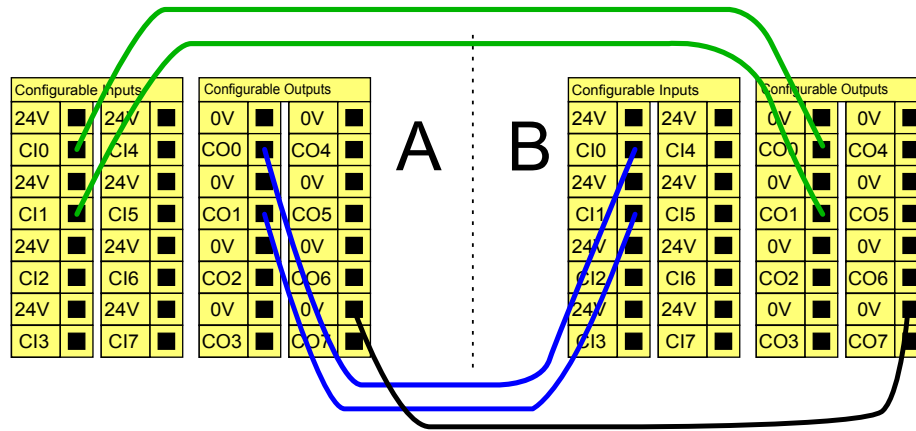 Configurable Inputs Configurable Outputs Configurable Inputs Configurable Outputs
24V 24V 0V 0V A B 24V 24V 0V 0V
CI0 CI4 CO0 CO4 CI0 CI4 CO0 CO4
24V 24V 0V 0V 24V 24V 0V 0V
CI1 CI5 CO1 CO5 CI1 CI5 CO1 CO5
24V 24V 0V 0V 24V 24V 0V 0V
CI2 CI6 CO2 CO6 CI2 CI6 CO2 CO6
24V 24V 0V 0V 24V 24V 0V 0V
CI3 CI7 CO3 CO7 CI3 CI7 CO3 CO7